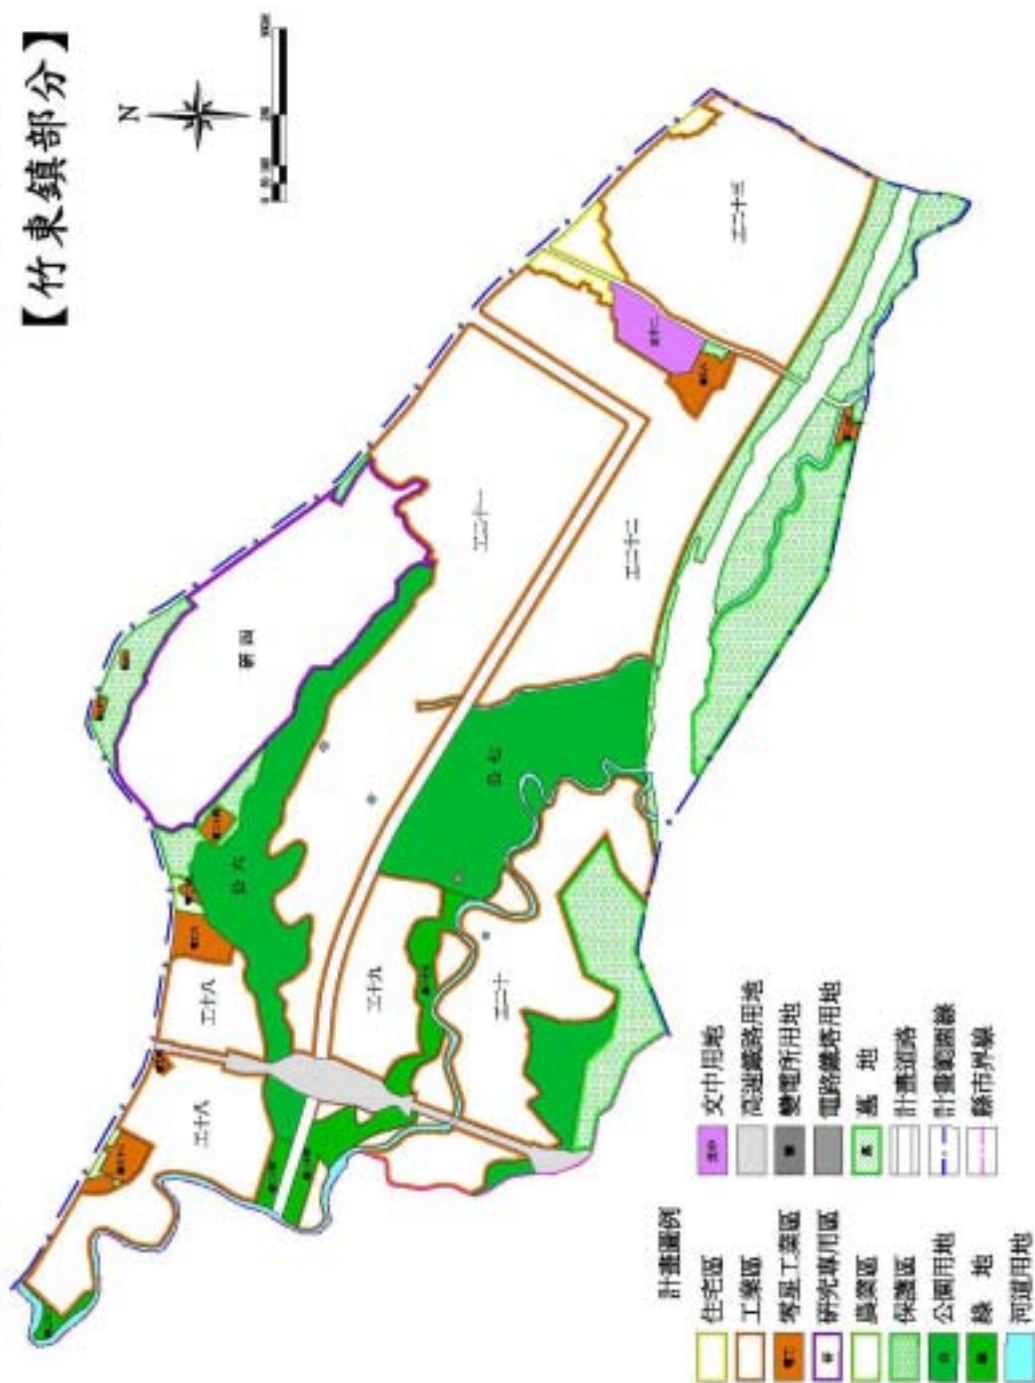 【竹東鎮部分】
N
工二十三
工二十一
工二十二
研四
公七
公六
工十八
工十九
工二十
工十八
計畫圖例
住宅區
工業區
零星工業區
研究專用區
農業區
保護區
公園用地
綠 地
河道用地
文中用地
高速鐵路用地
變電所用地
電路鐵塔用地
墓 地
計畫道路
計畫範圍線
縣市界線